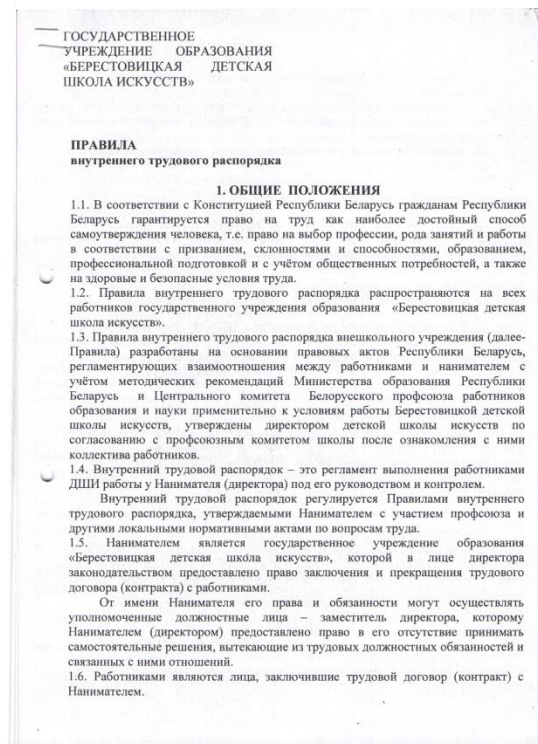 ГОСУДАРСТВЕННОЕ
УЧРЕЖДЕНИЕ ОБРАЗОВАНИЯ
«БЕРЕСТОВИЦКАЯ ДЕТСКАЯ
ШКОЛА ИСКУССТВ»
ПРАВИЛА
внутреннего трудового распорядка
1. ОБЩИЕ ПОЛОЖЕНИЯ
1.1. В соответствии с Конституцией Республики Беларусь гражданам Республики
Беларусь гарантируется право на труд как наиболее достойный способ
самоутверждения человека, т.е. право на выбор профессии, рода занятий и работы
в соответствии с призванием, склонностями и способностями, образованием,
профессиональной подготовкой и с учётом общественных потребностей, а также
на здоровые и безопасные условия труда.
1.2. Правила внутреннего трудового распорядка распространяются на всех
работников государственного учреждения образования «Берестовицкая детская
школа искусств».
1.3. Правила внутреннего трудового распорядка внешкольного учреждения (далее-
Правила) разработаны на основании правовых актов Республики Беларусь,
регламентирующих взаимоотношения между работниками и нанимателем с
учётом методических рекомендаций Министерства образования Республики
Беларусь и Центрального комитета Белорусского профсоюза работников
образования и науки применительно к условиям работы Берестовицкой детской
школы искусств, утверждены директором детской школы искусств по
согласованию с профсоюзным комитетом школы после ознакомления с ними
коллектива работников.
1.4. Внутренний трудовой распорядок – это регламент выполнения работниками
ДШИ работы у Нанимателя (директора) под его руководством и контролем.
Внутренний трудовой распорядок регулируется Правилами внутреннего
трудового распорядка, утверждаемыми Нанимателем с участием профсоюза и
другими локальными нормативными актами по вопросам труда.
1.5. Нанимателем является государственное учреждение образования
«Берестовицкая детская школа искусств», которой в лице директора
законодательством предоставлено право заключения и прекращения трудового
договора (контракта) с работниками.
От имени Нанимателя его права и обязанности могут осуществлять
уполномоченные должностные лица – заместитель директора, которому
Нанимателем (директором) предоставлено право в его отсутствие принимать
самостоятельные решения, вытекающие из трудовых должностных обязанностей и
связанных с ними отношений.
1.6. Работниками являются лица, заключившие трудовой договор (контракт) с
Нанимателем.